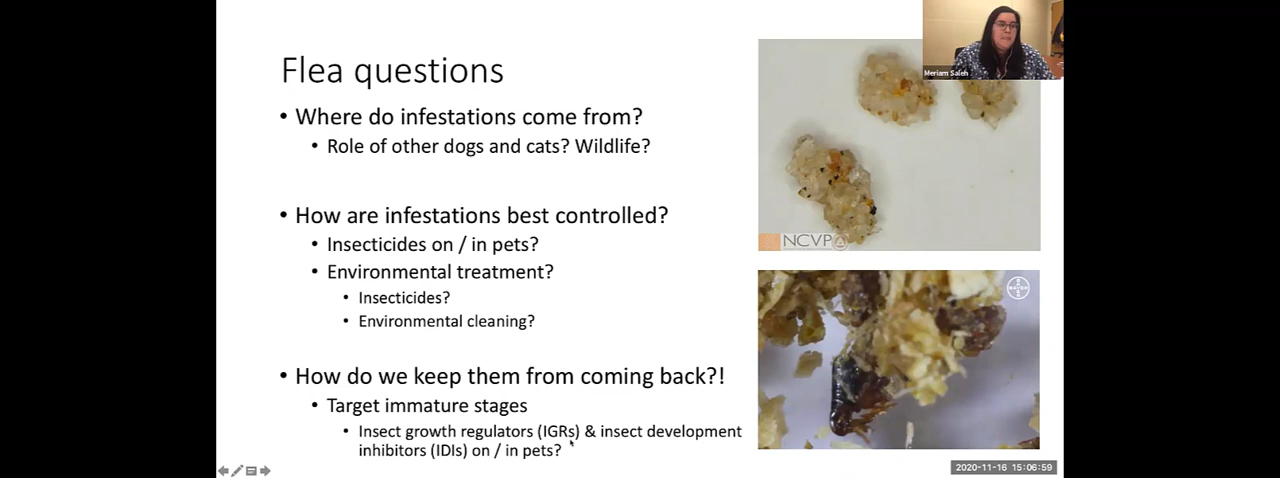 Flea questions
• Where do infestations come from?
• Role of other dogs and cats? Wildlife?
• How are infestations best controlled?
• Insecticides on / in pets?
• Environmental treatment?
• Insecticides?
• Environmental cleaning?
• How do we keep them from coming back?!
• Target immature stages
• Insect growth regulators (IGRs) & insect development
inhibitors (IDIs) on / in pets?
Meriam Saleh
NCVP
BAYER
2020-11-16 15:06:59